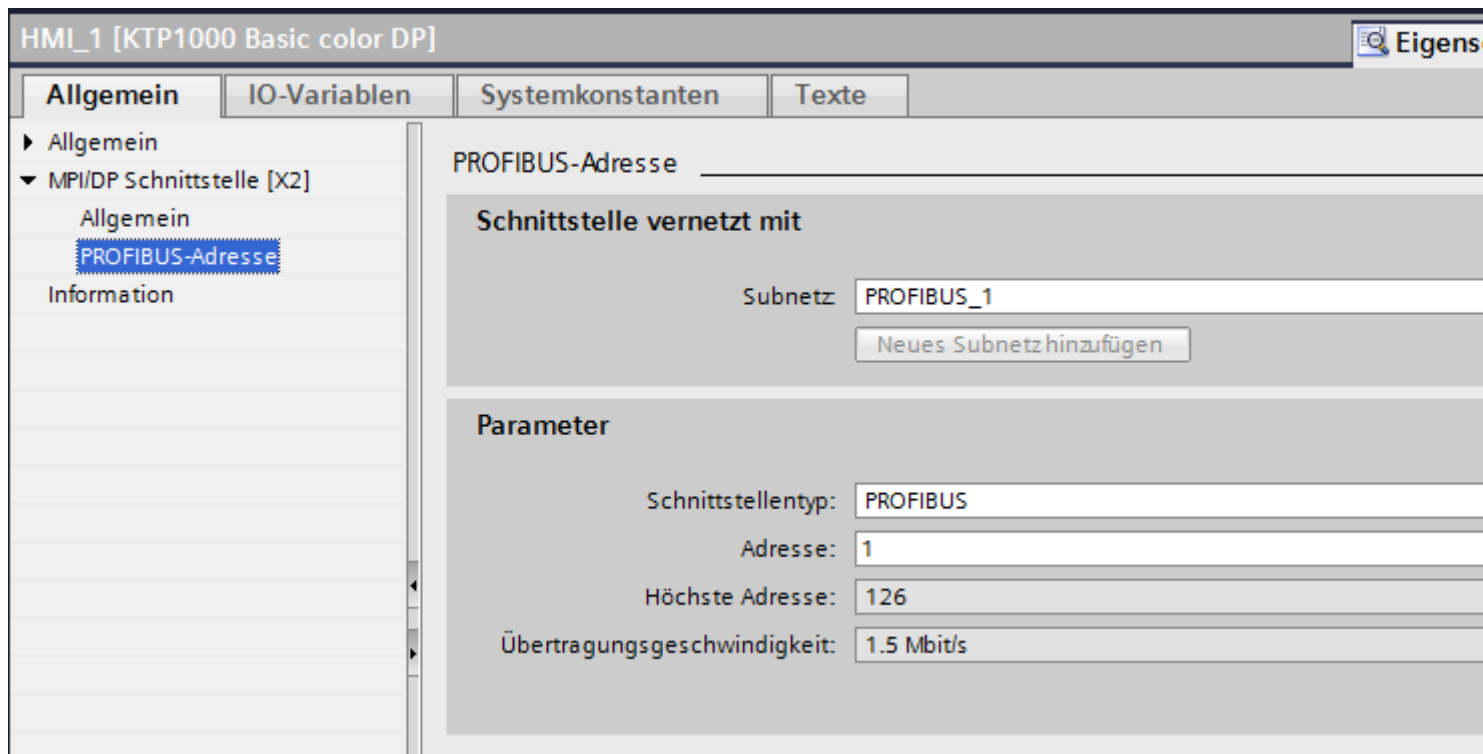 HMI_1 [KTP1000 Basic color DP]
Eigens
Allgemein IO-Variablen Systemkonstanten Texte
Allgemein
MPI/DP Schnittstelle [X2]
Allgemein
PROFIBUS-Adresse
Information
PROFIBUS-Adresse
Schnittstelle vernetzt mit
Subnetz: PROFIBUS_1
Neues Subnetz hinzufügen
Parameter
Schnittstellentyp: PROFIBUS
Adresse: 1
Höchste Adresse: 126
Übertragungsgeschwindigkeit: 1.5 Mbit/s